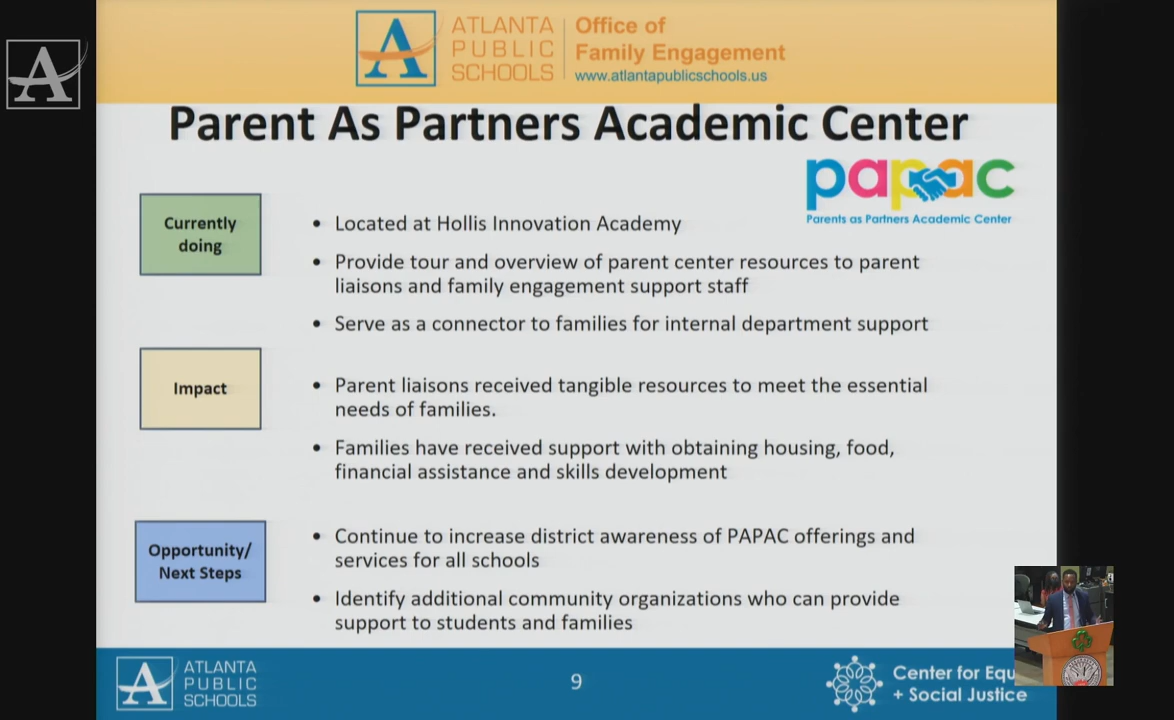 ATLANTA
PUBLIC
SCHOOLS
Office of
Family Engagement
www.atlantapublicschools.us
Parent As Partners Academic Center
papac
Parents as Partners Academic Center
Currently
doing
• Located at Hollis Innovation Academy
• Provide tour and overview of parent center resources to parent
liaisons and family engagement support staff
• Serve as a connector to families for internal department support
Impact
• Parent liaisons received tangible resources to meet the essential
needs of families.
• Families have received support with obtaining housing, food,
financial assistance and skills development
Opportunity/
Next Steps
• Continue to increase district awareness of PAPAC offerings and
services for all schools
• Identify additional community organizations who can provide
support to students and families
ATLANTA
PUBLIC
SCHOOLS
9
Center for Equ
+ Social Justice